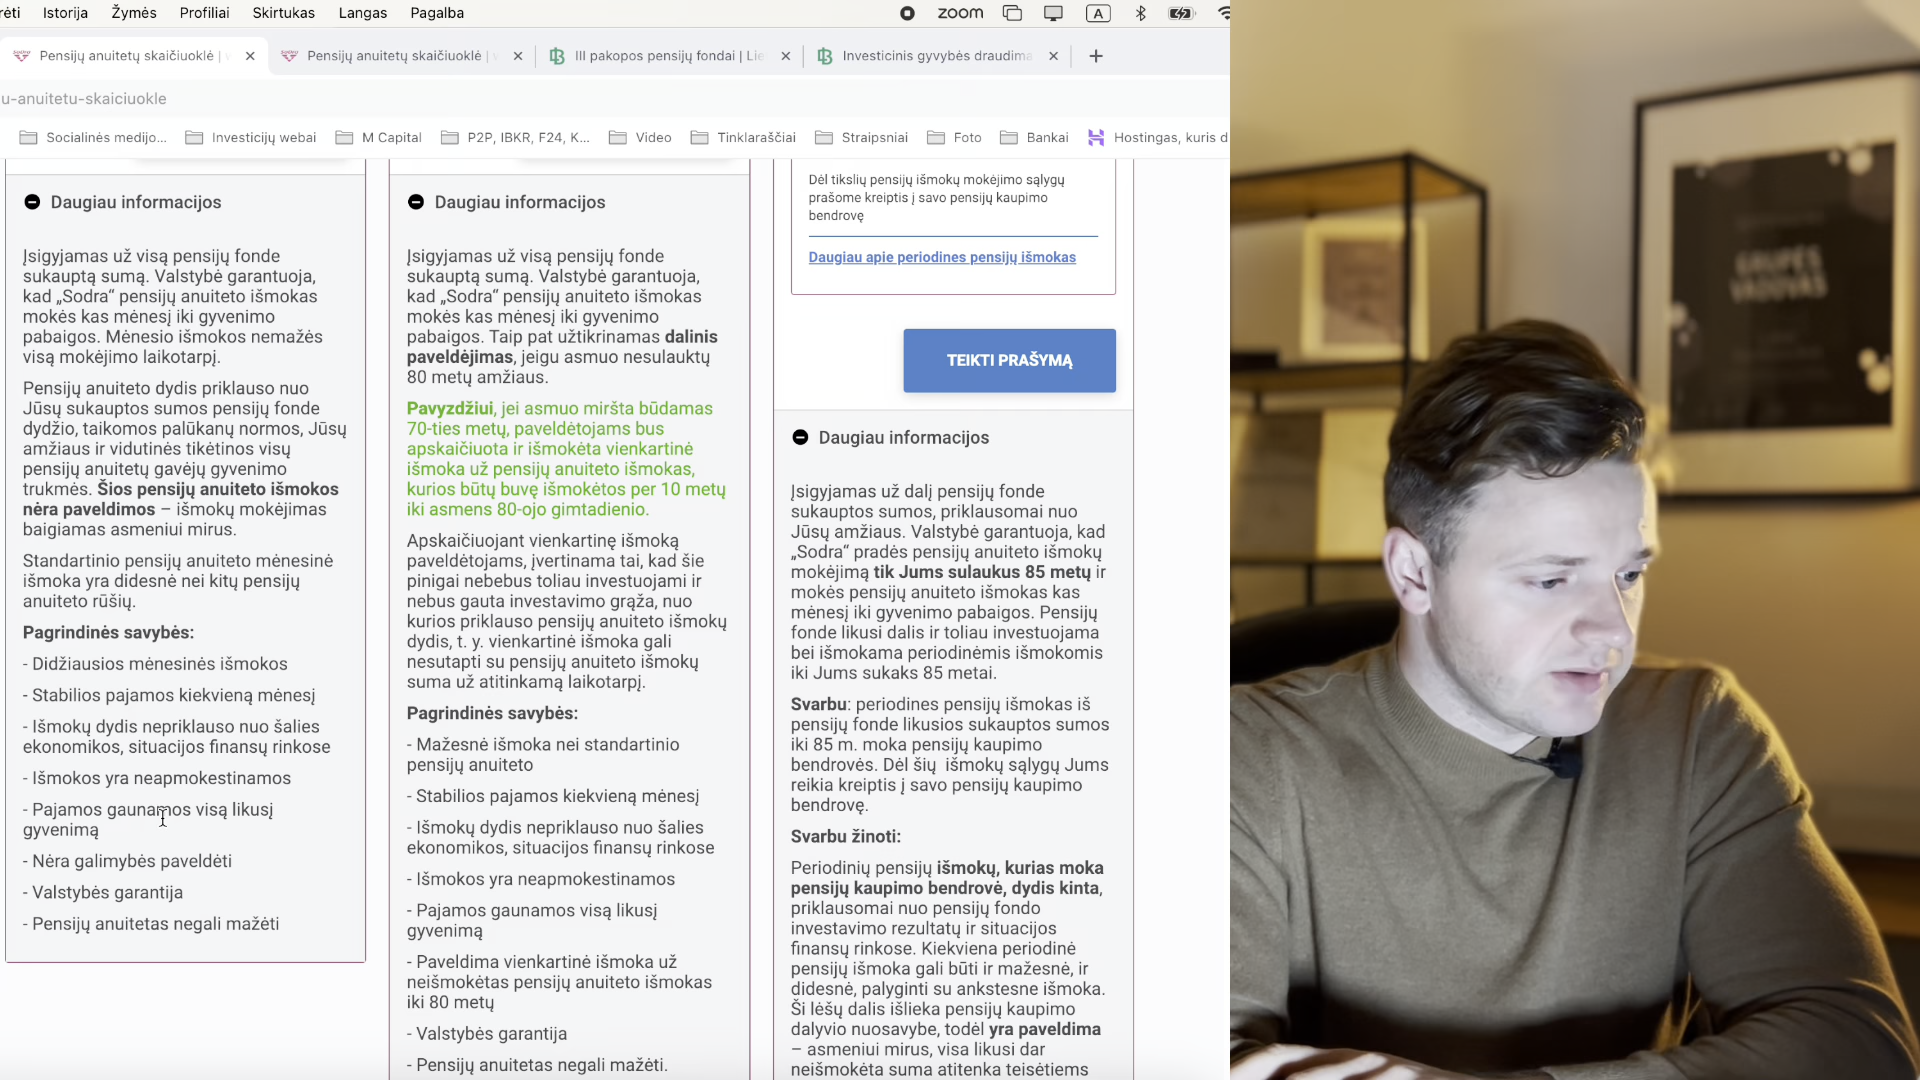 rėti Istorija Žymės Profiliai Skirtukas Langas Pagalba zoom A
Pensijų anuitetų skaičiuoklė | Pensijų anuitetų skaičiuoklė | III pakopos pensijų fondai | Lie Investicinis gyvybės draudima
u-anuitetu-skaiciuokle
Socialinės medijo... Investicijų webai M Capital P2P, IBKR, F24, K... Video Tinklaraščiai Straipsniai Foto Bankai Hostingas, kuris d
Daugiau informacijos
Įsigyjamas už visą pensijų fonde
sukauptą sumą. Valstybė garantuoja,
kad „Sodra“ pensijų anuiteto išmokas
mokės kas mėnesį iki gyvenimo
pabaigos. Mėnesio išmokos nemažės
visą mokėjimo laikotarpį.
Pensijų anuiteto dydis priklauso nuo
Jūsų sukauptos sumos pensijų fonde
dydžio, taikomos palūkanų normos, Jūsų
amžiaus ir vidutinės tikėtinos visų
pensijų anuitetų gavėjų gyvenimo
trukmės. Šios pensijų anuiteto išmokos
nėra paveldimos – išmokų mokėjimas
baigiamas asmeniui mirus.
Standartinio pensijų anuiteto mėnesinė
išmoka yra didesnė nei kitų pensijų
anuiteto rūšių.
Pagrindinės savybės:
- Didžiausios mėnesinės išmokos
- Stabilios pajamos kiekvieną mėnesį
- Išmokų dydis nepriklauso nuo šalies
ekonomikos, situacijos finansų rinkose
- Išmokos yra neapmokestinamos
- Pajamos gaunamos visą likusį
gyvenimą
- Nėra galimybės paveldėti
- Valstybės garantija
- Pensijų anuitetas negali mažėti
Daugiau informacijos
Įsigyjamas už visą pensijų fonde
sukauptą sumą. Valstybė garantuoja,
kad „Sodra“ pensijų anuiteto išmokas
mokės kas mėnesį iki gyvenimo
pabaigos. Taip pat užtikrinamas dalinis
paveldėjimas, jeigu asmuo nesulauktų
80 metų amžiaus.
Pavyzdžiui, jei asmuo miršta būdamas
70-ties metų, paveldėtojams bus
apskaičiuota ir išmokėta vienkartinė
išmoka už pensijų anuiteto išmokas,
kurios būtų buvę išmokėtos per 10 metų
iki asmens 80-ojo gimtadienio.
Apskaičiuojant vienkartinę išmoką
paveldėtojams, įvertinama tai, kad šie
pinigai nebebus toliau investuojami ir
nebus gauta investavimo grąža, nuo
kurios priklauso pensijų anuiteto išmokų
dydis, t. y. vienkartinė išmoka gali
nesutapti su pensijų anuiteto išmokų
suma už atitinkamą laikotarpį.
Pagrindinės savybės:
- Mažesnė išmoka nei standartinio
pensijų anuiteto
- Stabilios pajamos kiekvieną mėnesį
- Išmokų dydis nepriklauso nuo šalies
ekonomikos, situacijos finansų rinkose
- Išmokos yra neapmokestinamos
- Pajamos gaunamos visą likusį
gyvenimą
- Paveldima vienkartinė išmoka už
neišmokėtas pensijų anuiteto išmokas
iki 80 metų
- Valstybės garantija
- Pensijų anuitetas negali mažėti.
Dėl tikslių pensijų išmokų mokėjimo sąlygų
prašome kreiptis į savo pensijų kaupimo
bendrovę
Daugiau apie periodines pensijų išmokas
TEIKTI PRAŠYMĄ
Daugiau informacijos
Įsigyjamas už dalį pensijų fonde
sukauptos sumos, priklausomai nuo
Jūsų amžiaus. Valstybė garantuoja, kad
„Sodra“ pradės pensijų anuiteto išmokų
mokėjimą tik Jums sulaukus 85 metų ir
mokės pensijų anuiteto išmokas kas
mėnesį iki gyvenimo pabaigos. Pensijų
fonde likusi dalis ir toliau investuojama
bei išmokama periodinėmis išmokomis
iki Jums sukaks 85 metai.
Svarbu: periodines pensijų išmokas iš
pensijų fonde likusios sukauptos sumos
iki 85 m. moka pensijų kaupimo
bendrovės. Dėl šių išmokų sąlygų Jums
reikia kreiptis į savo pensijų kaupimo
bendrovę.
Svarbu žinoti:
Periodinių pensijų išmokų, kurias moka
pensijų kaupimo bendrovė, dydis kinta,
priklausomai nuo pensijų fondo
investavimo rezultatų ir situacijos
finansų rinkose. Kiekviena periodinė
pensijų išmoka gali būti ir mažesnė, ir
didesnė, palyginti su ankstesne išmoka.
Ši lėšų dalis išlieka pensijų kaupimo
dalyvio nuosavybe, todėl yra paveldima
– asmeniui mirus, visa likusi dar
neišmokėta suma atitenka teisėtiems
GRUPĖS
VADOVAS